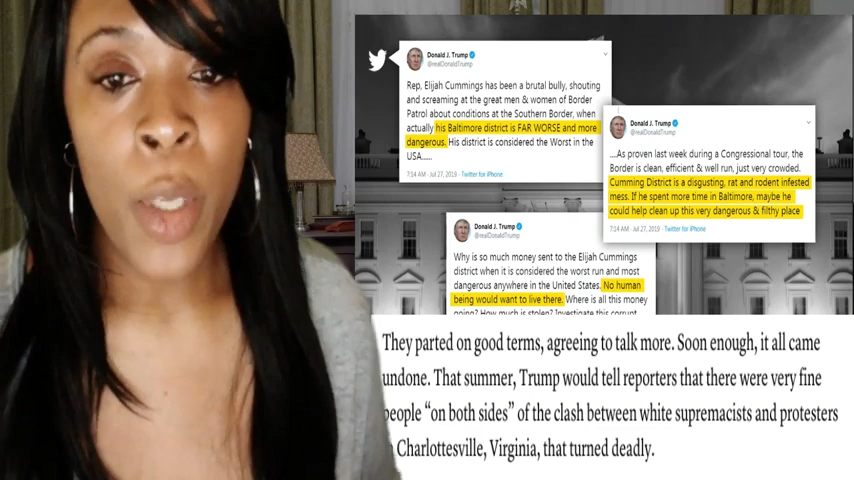 Donald J. Trump
@realDonaldTrump
Rep, Elijah Cummings has been a brutal bully, shouting
and screaming at the great men & women of Border
Patrol about conditions at the Southern Border, when
actually his Baltimore district is FAR WORSE and more
dangerous. His district is considered the Worst in the
USA......
7:14 AM - Jul 27, 2019 · Twitter for iPhone
Donald J. Trump
@realDonaldTrump
....As proven last week during a Congressional tour, the
Border is clean, efficient & well run, just very crowded.
Cumming District is a disgusting, rat and rodent infested
mess. If he spent more time in Baltimore, maybe he
could help clean up this very dangerous & filthy place
7:14 AM - Jul 27, 2019 · Twitter for iPhone
Donald J. Trump
@realDonaldTrump
Why is so much money sent to the Elijah Cummings
district when it is considered the worst run and most
dangerous anywhere in the United States. No human
being would want to live there. Where is all this money
going? How much is stolen? Investigate this corrupt
They parted on good terms, agreeing to talk more. Soon enough, it all came
undone. That summer, Trump would tell reporters that there were very fine
people “on both sides” of the clash between white supremacists and protesters
Charlottesville, Virginia, that turned deadly.